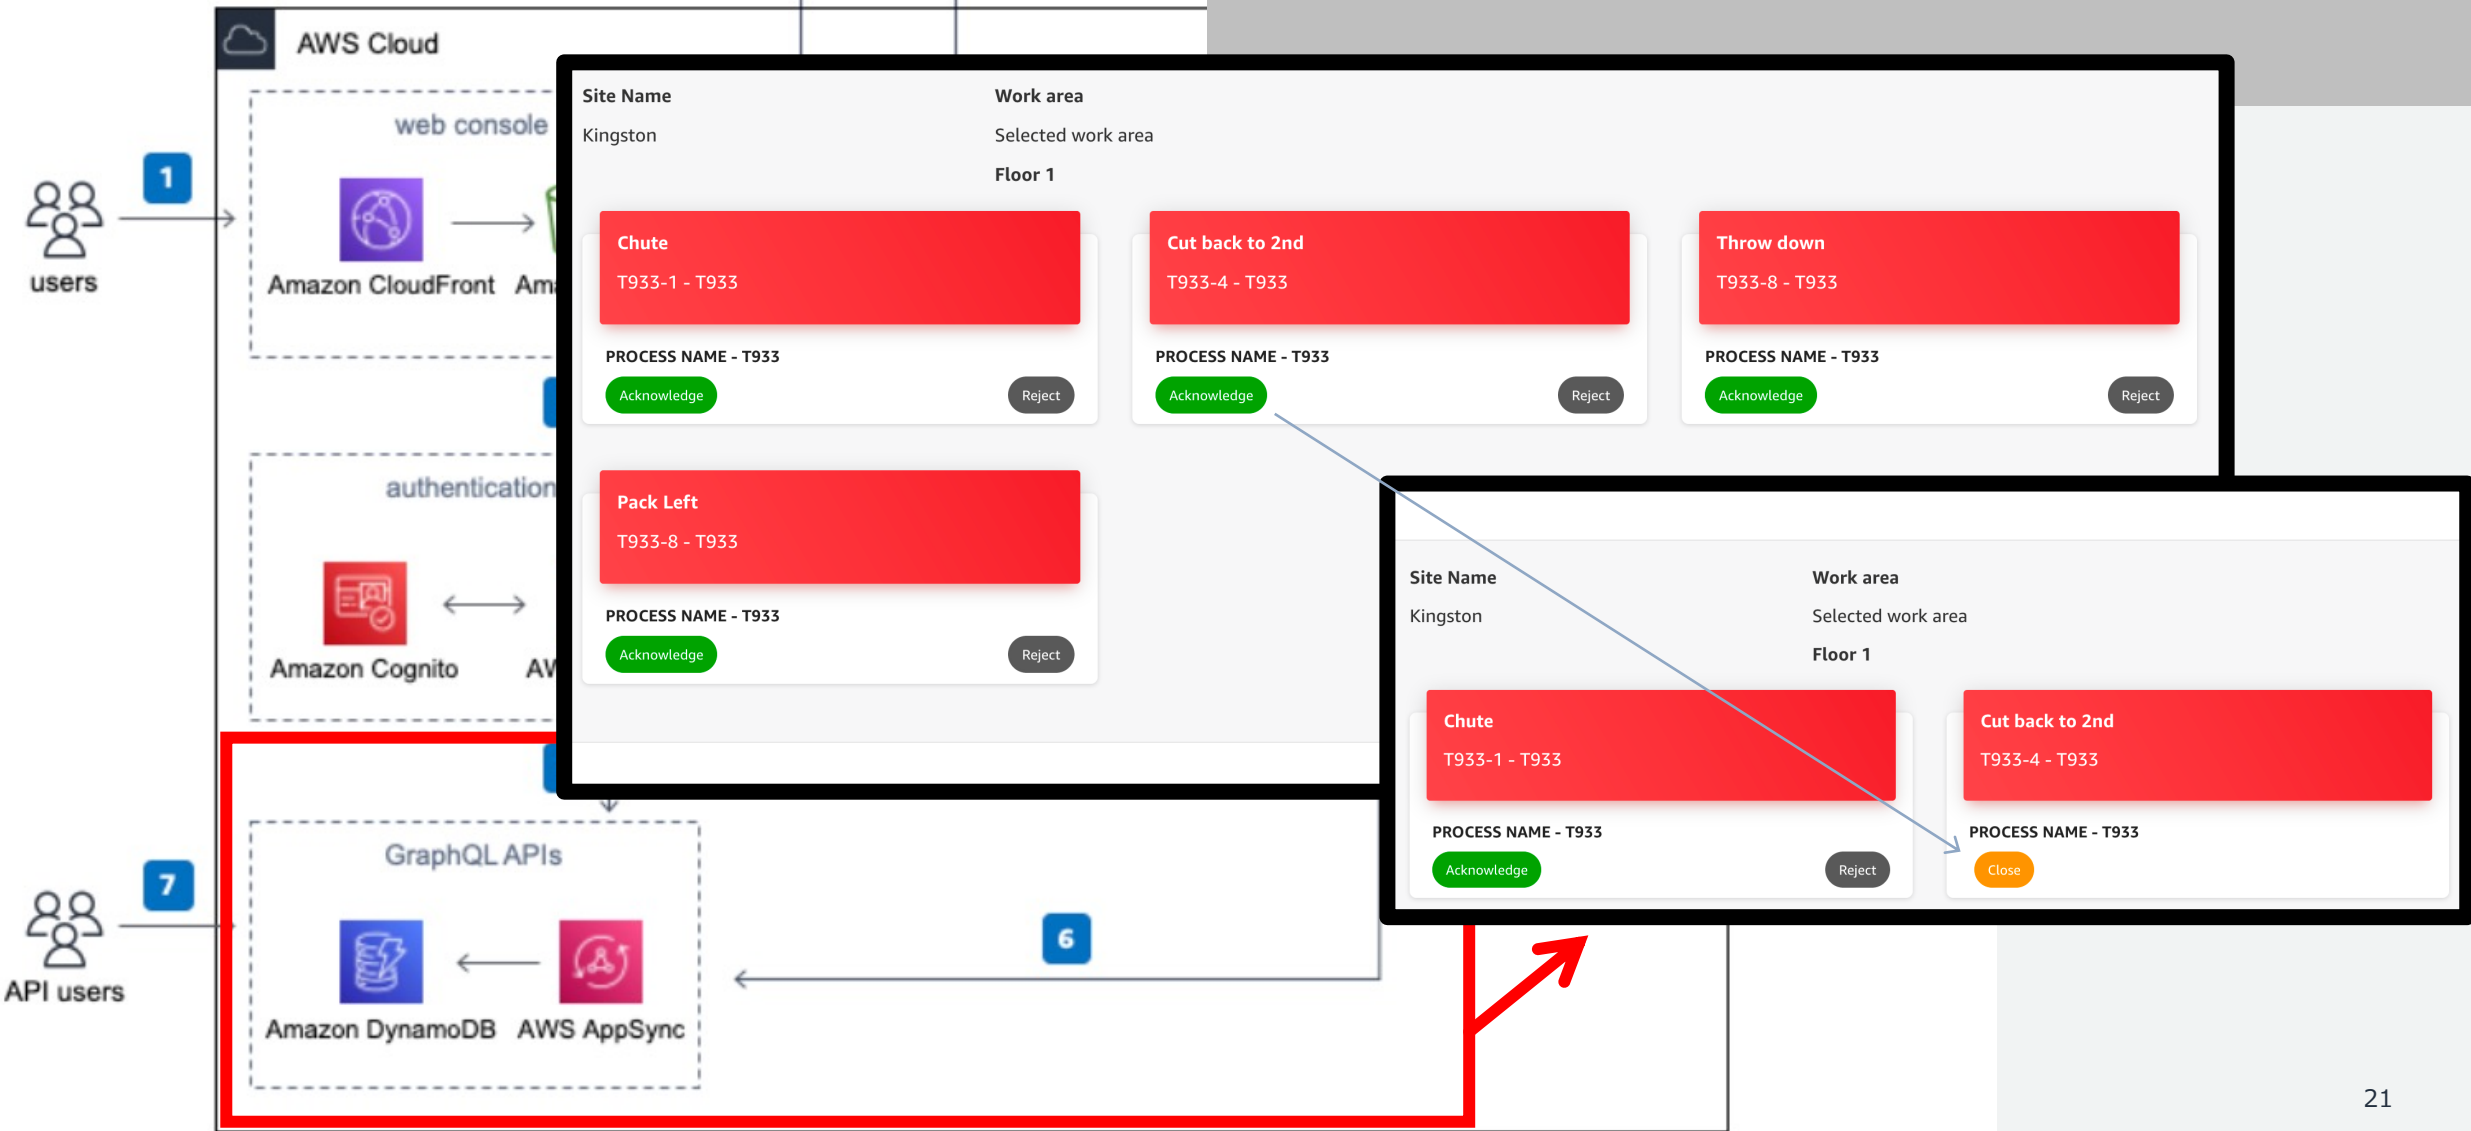 AWS Cloud
web console
1
users
Amazon CloudFront
authentication
Amazon Cognito
GraphQL APIs
7
API users
Amazon DynamoDB
AWS AppSync
6
Site Name
Work area
Kingston
Selected work area
Floor 1
Chute
T933-1 - T933
PROCESS NAME - T933
Acknowledge
Reject
Cut back to 2nd
T933-4 - T933
PROCESS NAME - T933
Acknowledge
Reject
Throw down
T933-8 - T933
PROCESS NAME - T933
Acknowledge
Reject
Pack Left
T933-8 - T933
PROCESS NAME - T933
Acknowledge
Reject
Site Name
Work area
Kingston
Selected work area
Floor 1
Chute
T933-1 - T933
PROCESS NAME - T933
Acknowledge
Reject
Cut back to 2nd
T933-4 - T933
PROCESS NAME - T933
Close
21